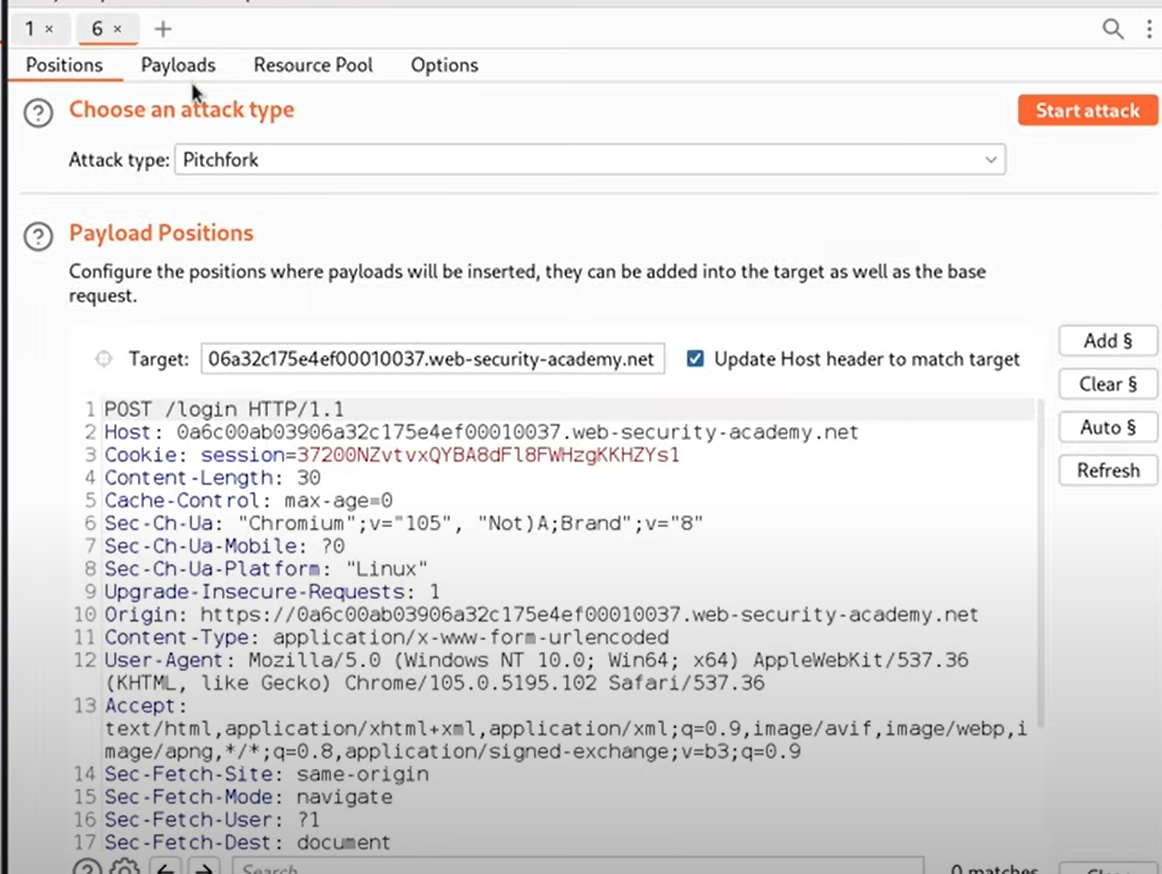 1 × 6 × +
Positions Payloads Resource Pool Options
Choose an attack type
Start attack
Attack type: Pitchfork
Payload Positions
Configure the positions where payloads will be inserted, they can be added into the target as well as the base
request.
Add §
Target: 06a32c175e4ef00010037.web-security-academy.net Update Host header to match target
Clear §
Auto §
Refresh
1 POST /login HTTP/1.1
2 Host: 0a6c00ab03906a32c175e4ef00010037.web-security-academy.net
3 Cookie: session=37200NZvtvxQYBA8dFl8FWHzgKKHZYs1
4 Content-Length: 30
5 Cache-Control: max-age=0
6 Sec-Ch-Ua: "Chromium";v="105", "Not)A;Brand";v="8"
7 Sec-Ch-Ua-Mobile: ?0
8 Sec-Ch-Ua-Platform: "Linux"
9 Upgrade-Insecure-Requests: 1
10 Origin: https://0a6c00ab03906a32c175e4ef00010037.web-security-academy.net
11 Content-Type: application/x-www-form-urlencoded
12 User-Agent: Mozilla/5.0 (Windows NT 10.0; Win64; x64) AppleWebKit/537.36
(KHTML, like Gecko) Chrome/105.0.5195.102 Safari/537.36
13 Accept:
text/html,application/xhtml+xml,application/xml;q=0.9,image/avif,image/webp,i
mage/apng,*/*;q=0.8,application/signed-exchange;v=b3;q=0.9
14 Sec-Fetch-Site: same-origin
15 Sec-Fetch-Mode: navigate
16 Sec-Fetch-User: ?1
17 Sec-Fetch-Dest: document
Search... 0 matches